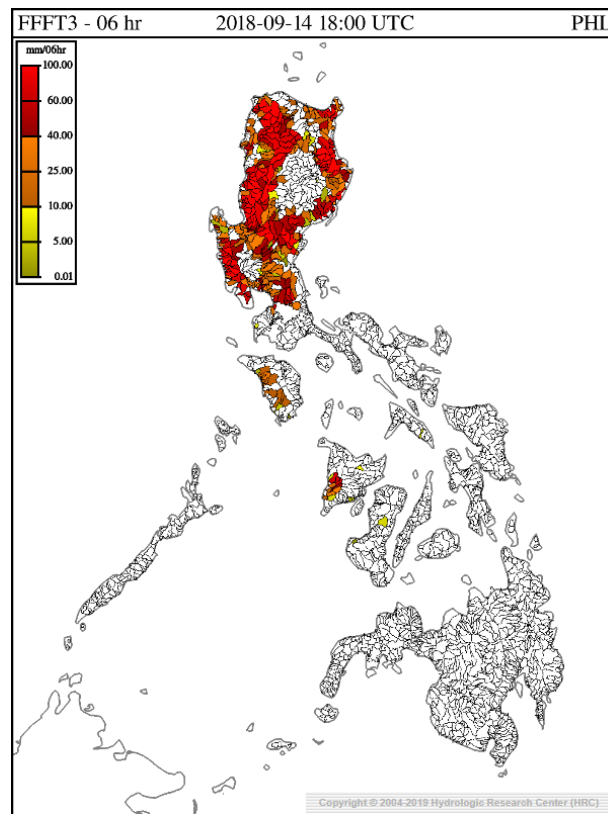 FFFT3 - 06 hr 2018-09-14 18:00 UTC PHL
mm/06hr
100.00
60.00
40.00
25.00
10.00
5.00
0.01
Copyright © 2004-2019 Hydrologic Research Center (HRC)